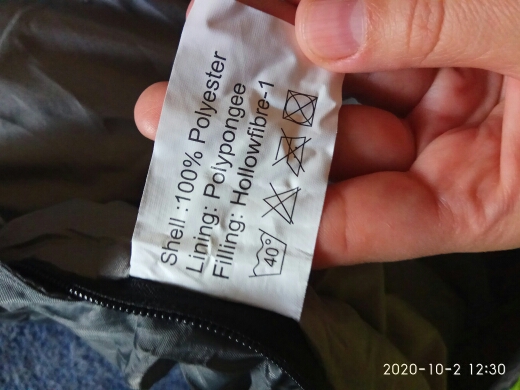 Shell :100% Polyester
Lining: Polypongee
Filling: Hollowfibre-1
40°
2020-10-2 12:30